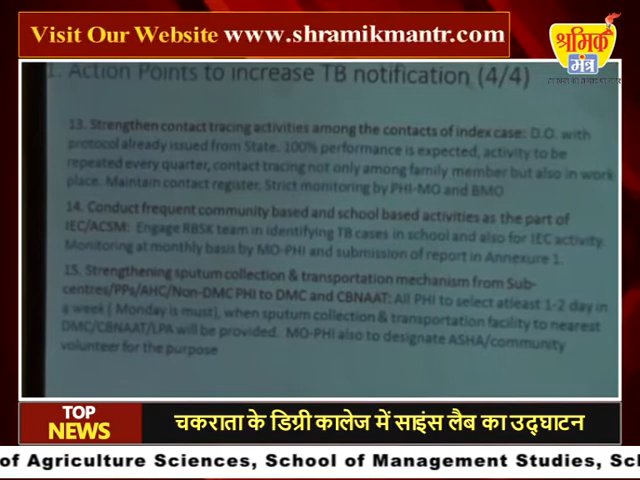 Visit Our Website www.shramikmantr.com
श्रमिक
मंत्र
1. Action Points to increase TB notification (4/4)
13. Strengthen contact tracing activities among the contacts of index case: D.O. with
protocol already issued from State. 100% performance is expected, activity to be
repeated every quarter, contact tracing not only among family member but also in work
place. Maintain contact register, Strict monitoring by PHI-MO and BMO
14. Conduct frequent community based and school based activities as the part of
IEC/ACSM: Engage RBSK team in identifying TB cases in school and also for IEC activity.
Monitoring at monthly basis by MO-PHI and submission of report in Annexure 1.
15. Strengthening sputum collection & transportation mechanism from Sub-
centres/PPs/AHC/Non-DMC PHI to DMC and CBNAAT: All PHI to select atleast 1-2 day in
a week ( Monday is must), when sputum collection & transportation facility to nearest
DMC/CBNAAT/LPA will be provided. MO-PHI also to designate ASHA/community
volunteer for the purpose
TOP
NEWS
चकराता के डिग्री कालेज में साइंस लैब का उद्घाटन
of Agriculture Sciences, School of Management Studies, Sc